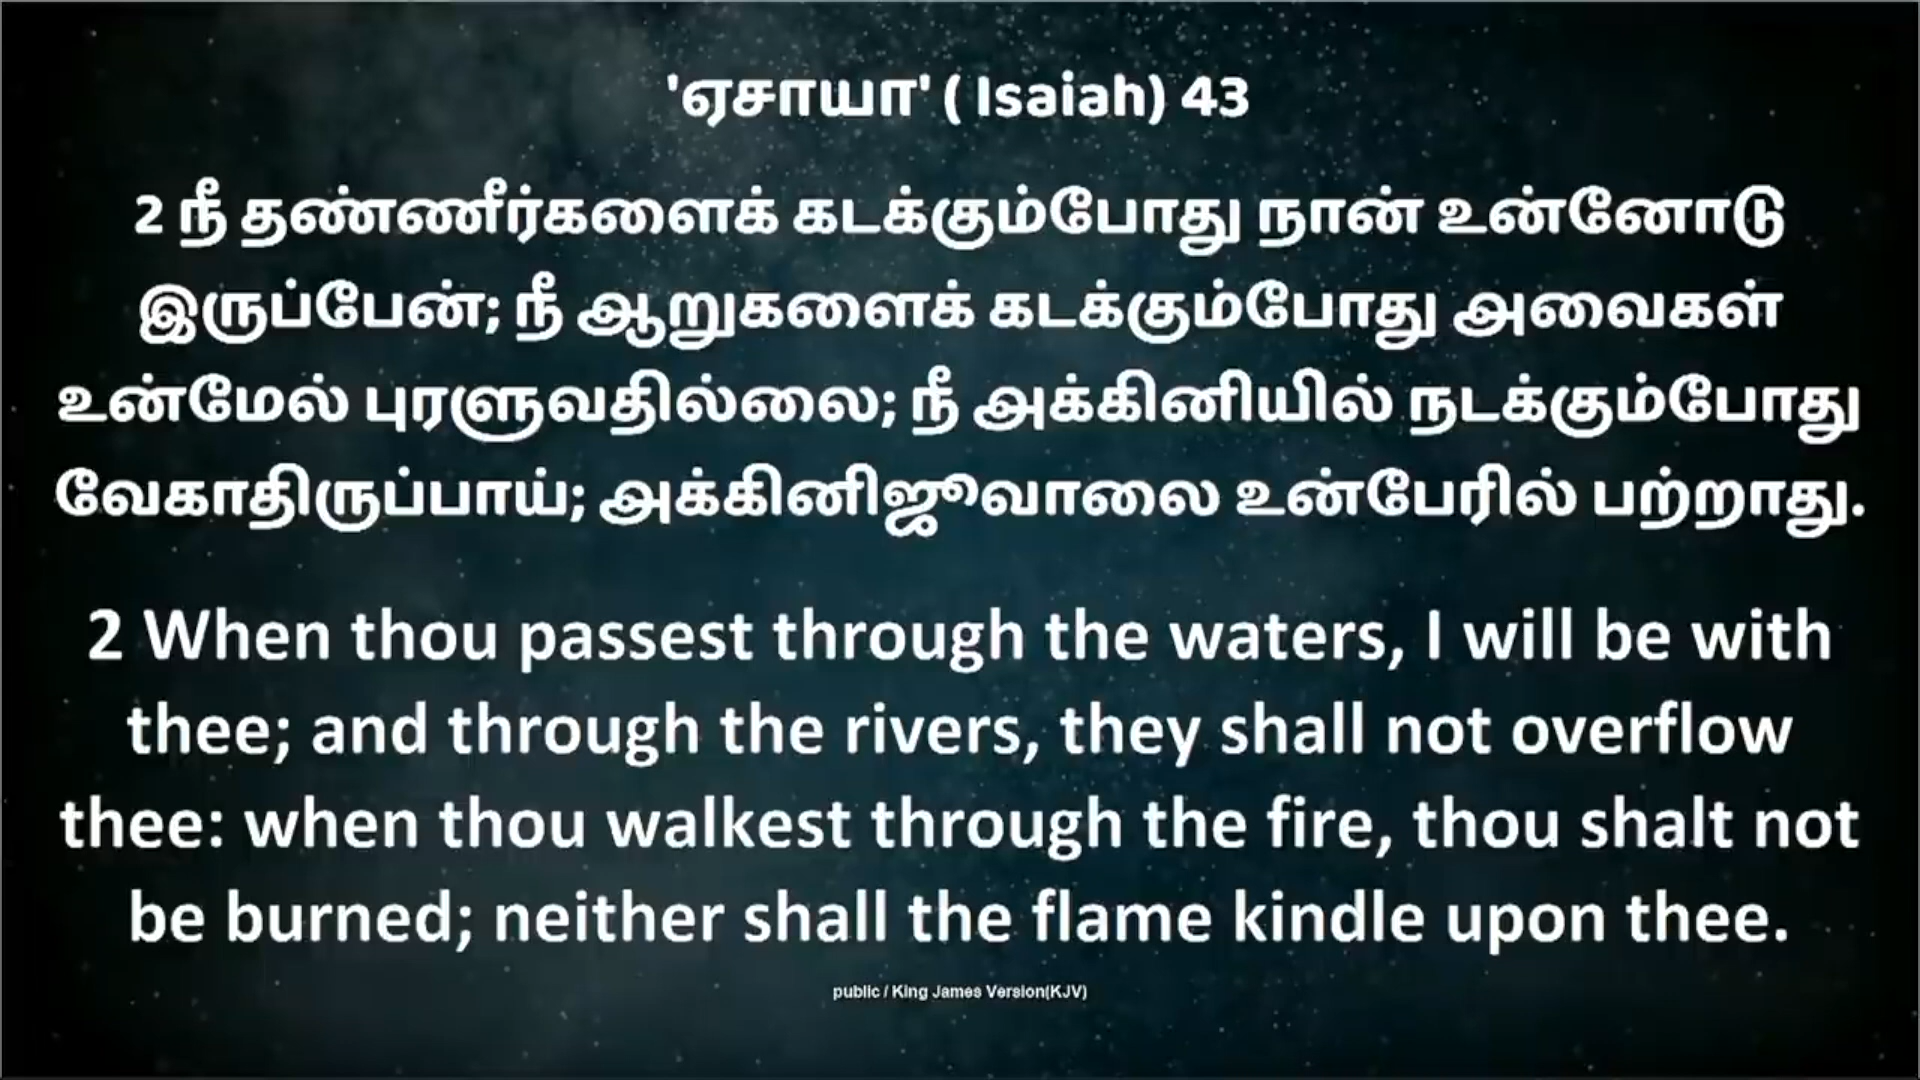 'ஏசாயா' ( Isaiah) 43
2 நீ தண்ணீர்களைக் கடக்கும்போது நான் உன்னோடு
இருப்பேன்; நீ ஆறுகளைக் கடக்கும்போது அவைகள்
உன்மேல் புரளுவதில்லை; நீ அக்கினியில் நடக்கும்போது
வேகாதிருப்பாய்; அக்கினிஜூவாலை உன்பேரில் பற்றாது.
2 When thou passest through the waters, I will be with
thee; and through the rivers, they shall not overflow
thee: when thou walkest through the fire, thou shalt not
be burned; neither shall the flame kindle upon thee.
public / King James Version(KJV)